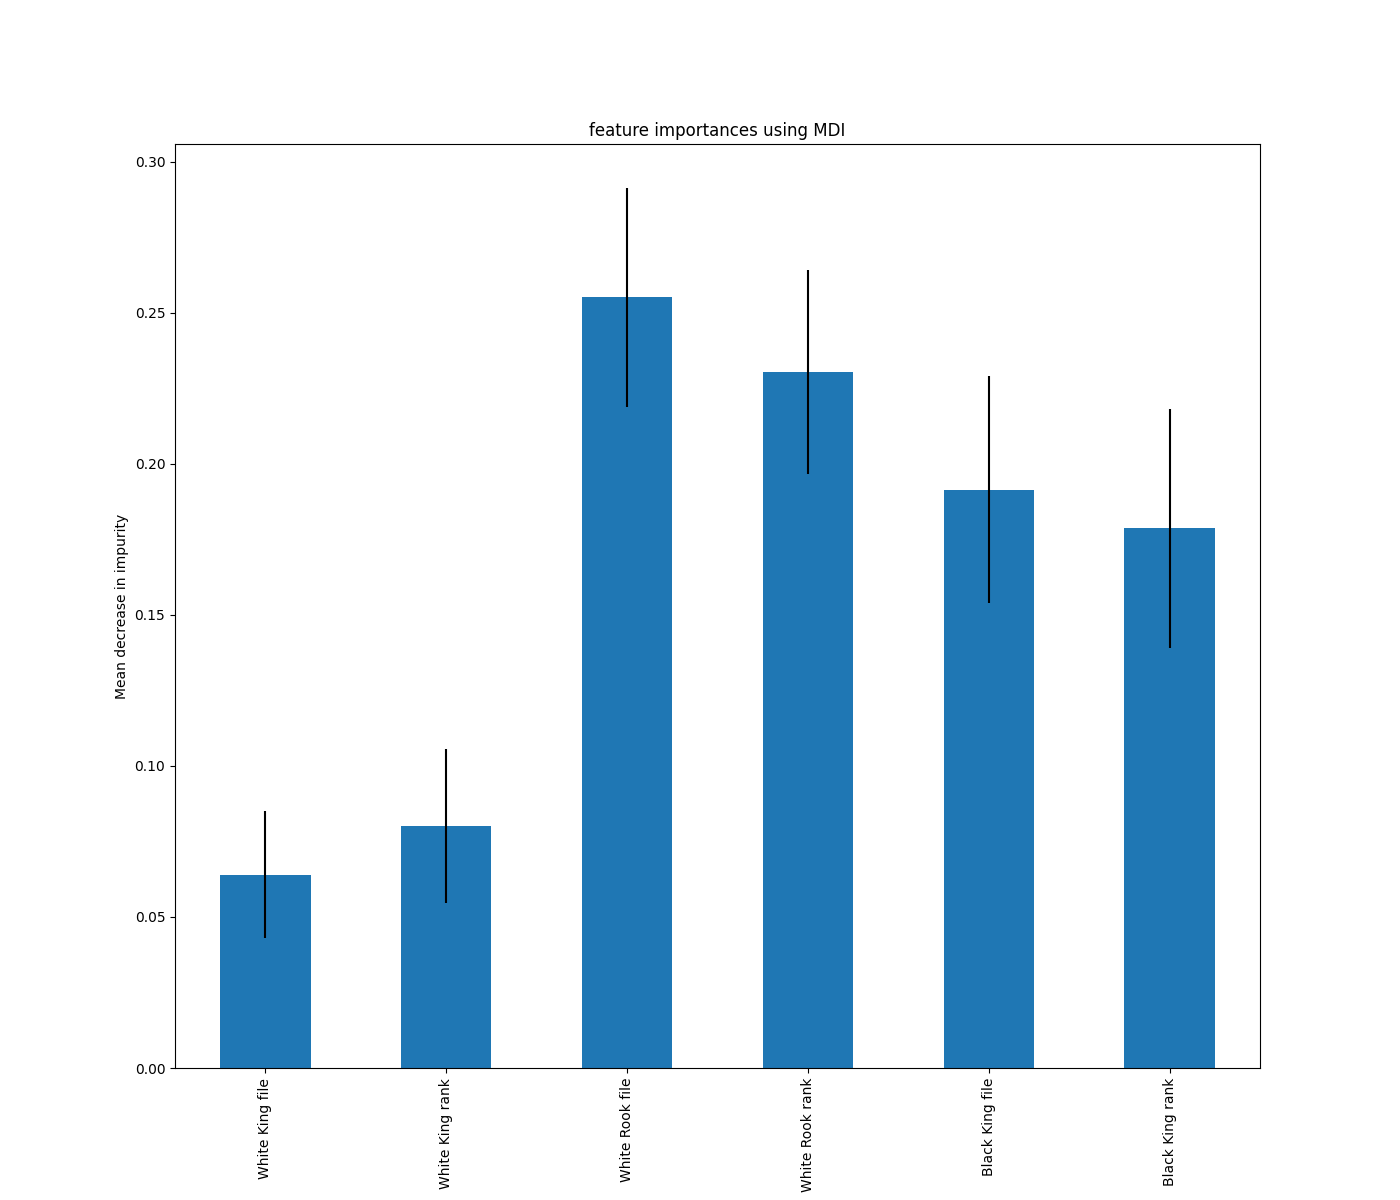 feature importances using MDI
0.30
0.25
0.20
0.15
0.10
0.05
0.00
Mean decrease in impurity
White King file
White King rank
White Rook file
White Rook rank
Black King file
Black King rank